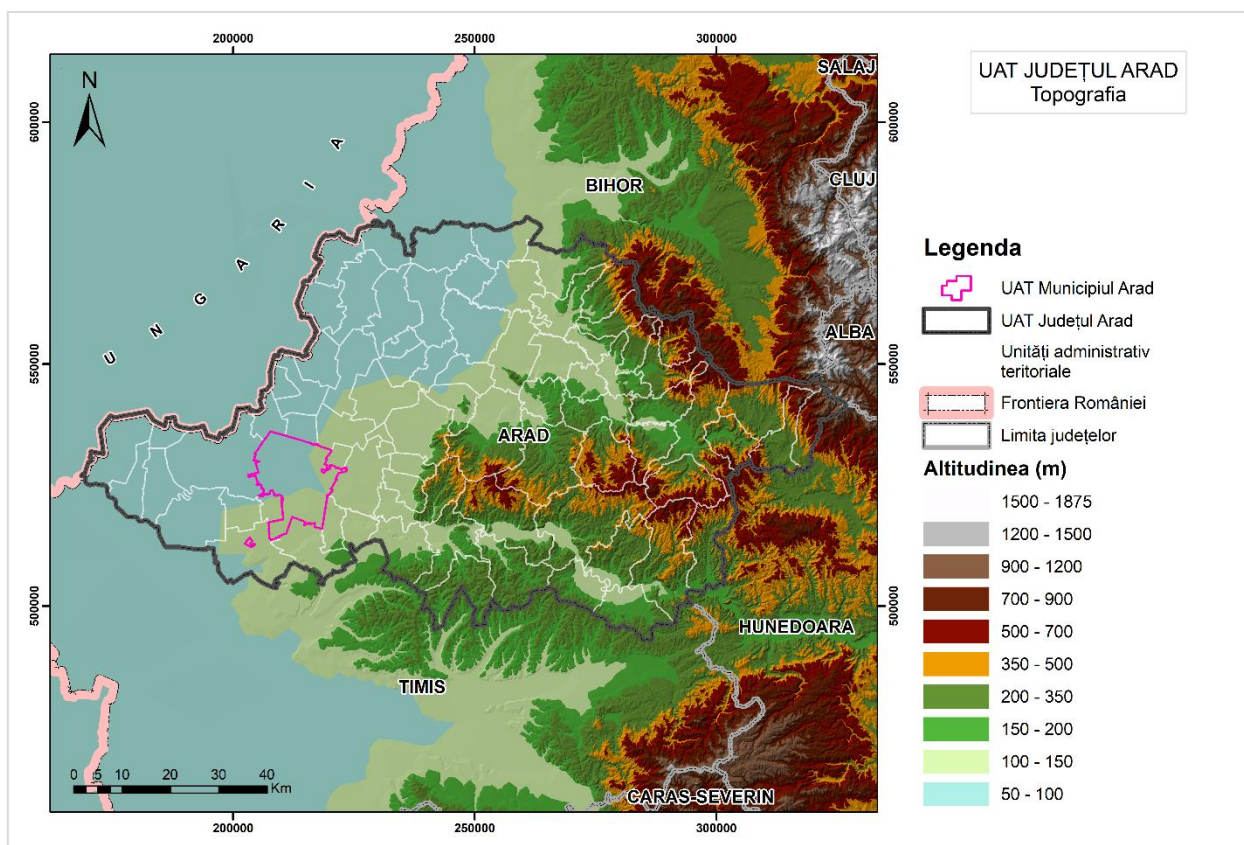 UAT JUDEȚUL ARAD
Topografia
200000
250000
300000
N
600000
550000
500000
600000
550000
500000
UNGARIA
SALAJ
CLUJ
BIHOR
ALBA
ARAD
HUNEDOARA
TIMIS
CARAS-SEVERIN
0 5 10 20 30 40
Km
200000
250000
300000
Legenda
UAT Municipiul Arad
UAT Județul Arad
Unități administrativ
teritoriale
Frontiera României
Limita județelor
Altitudinea (m)
1500 - 1875
1200 - 1500
900 - 1200
700 - 900
500 - 700
350 - 500
200 - 350
150 - 200
100 - 150
50 - 100